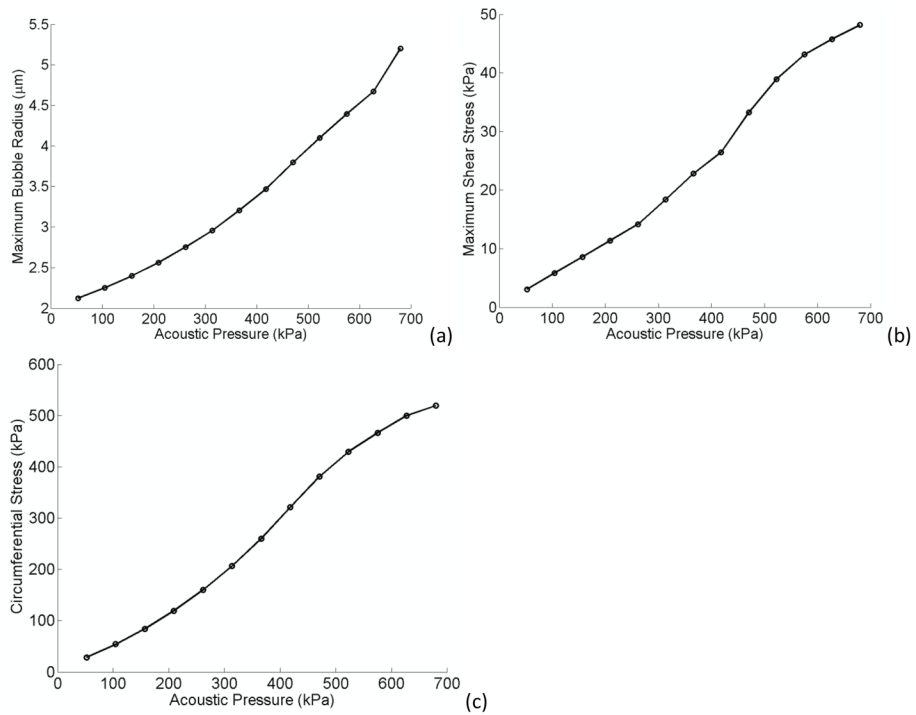 5.5
5
4.5
4
3.5
3
2.5
2
0 100 200 300 400 500 600 700
Maximum Bubble Radius (μm)
Acoustic Pressure (kPa)
(a)
50
40
30
20
10
0
0 100 200 300 400 500 600 700
Maximum Shear Stress (kPa)
Acoustic Pressure (kPa)
(b)
600
500
400
300
200
100
0
0 100 200 300 400 500 600 700
Circumferential Stress (kPa)
Acoustic Pressure (kPa)
(c)